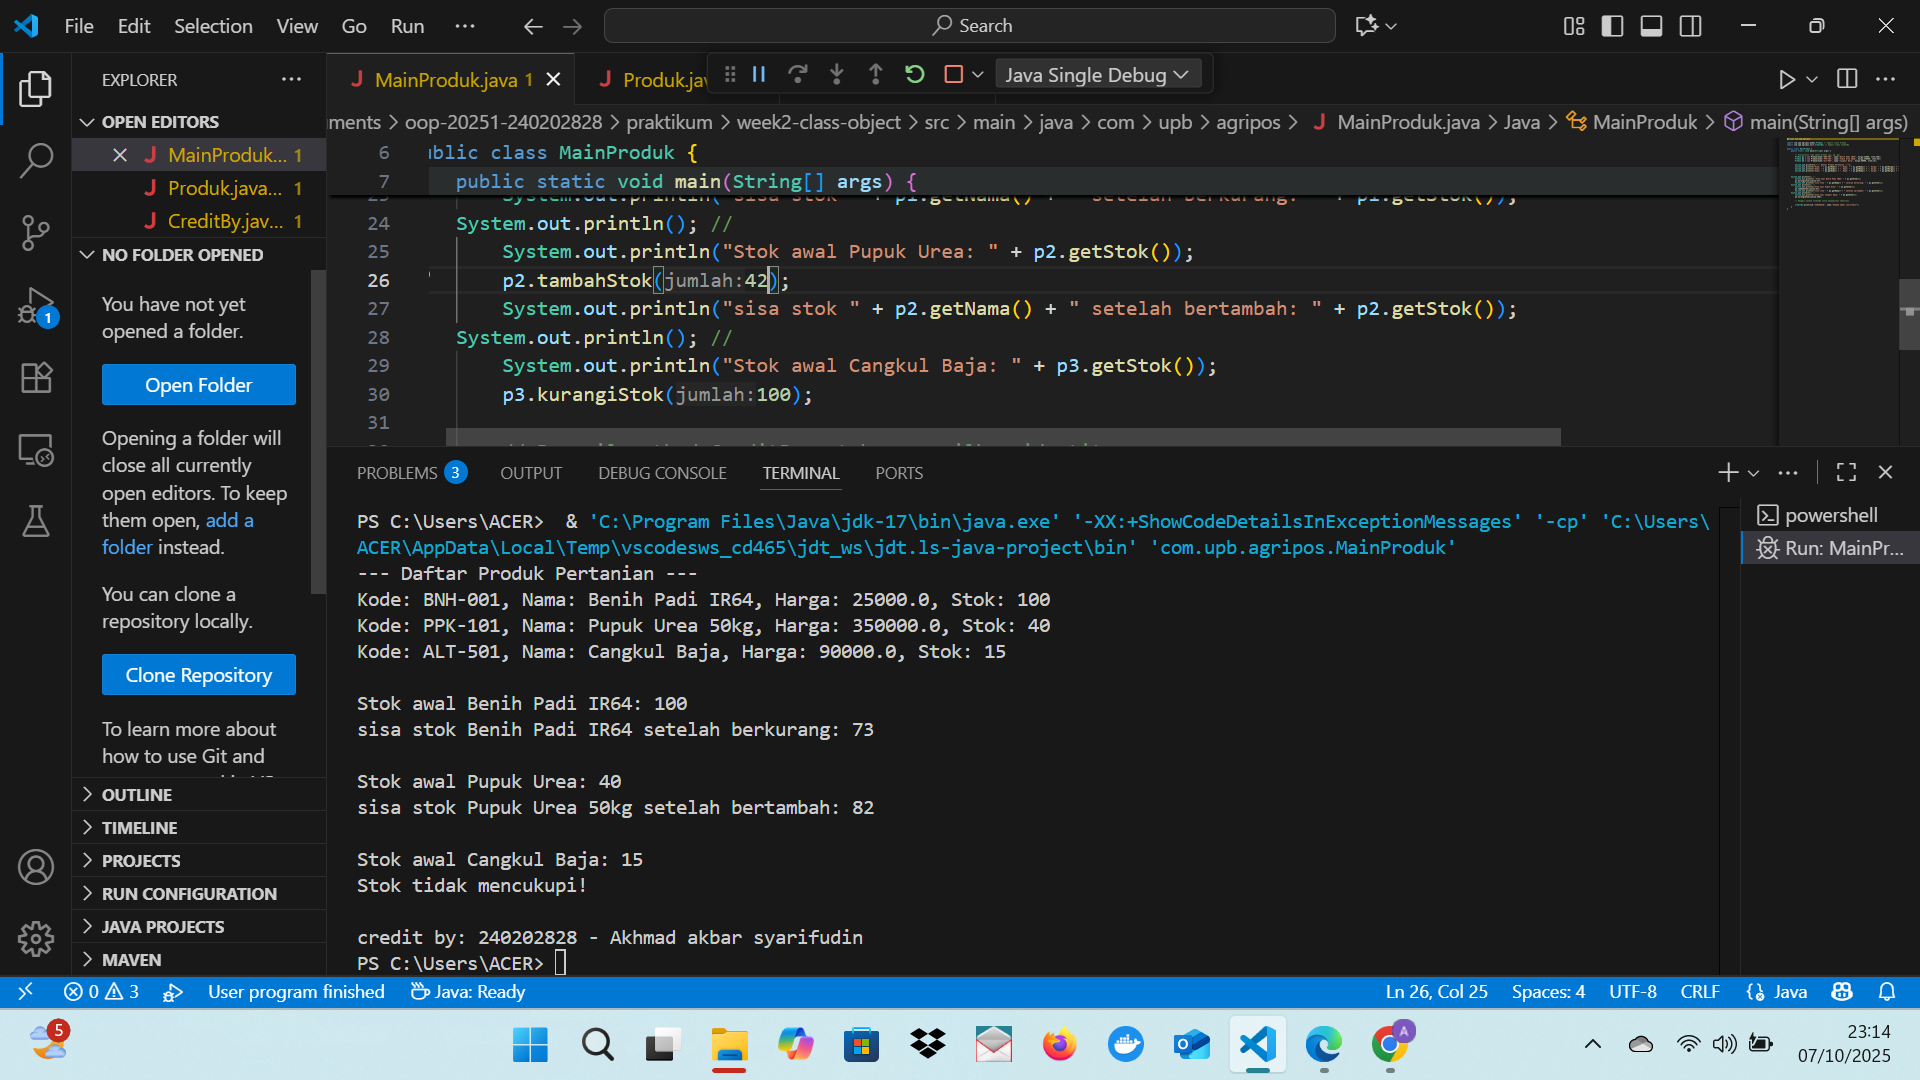 File Edit Selection View Go Run ··· Search
EXPLORER ···
OPEN EDITORS
MainProduk... 1
Produk.java... 1
CreditBy.jav... 1
NO FOLDER OPENED
You have not yet
opened a folder.
Open Folder
Opening a folder will
close all currently
open editors. To keep
them open, add a
folder instead.
You can clone a
repository locally.
Clone Repository
To learn more about
how to use Git and
OUTLINE
TIMELINE
PROJECTS
RUN CONFIGURATION
JAVA PROJECTS
MAVEN
1
MainProduk.java 1 Produk.jav
Java Single Debug
ments > oop-20251-240202828 > praktikum > week2-class-object > src > main > java > com > upb > agripos > J MainProduk.java > Java > MainProduk > main(String[] args)
6 ublic class MainProduk {
7 public static void main(String[] args) {
23 System.out.println("sisa stok " + p1.getNama() + " setelah berkurang: " + p1.getStok());
24 System.out.println(); //
25 System.out.println("Stok awal Pupuk Urea: " + p2.getStok());
26 p2.tambahStok(jumlah:42);
27 System.out.println("sisa stok " + p2.getNama() + " setelah bertambah: " + p2.getStok());
28 System.out.println(); //
29 System.out.println("Stok awal Cangkul Baja: " + p3.getStok());
30 p3.kurangiStok(jumlah:100);
31
PROBLEMS 3 OUTPUT DEBUG CONSOLE TERMINAL PORTS
PS C:\Users\ACER>  & 'C:\Program Files\Java\jdk-17\bin\java.exe' '-XX:+ShowCodeDetailsInExceptionMessages' '-cp' 'C:\Users\
ACER\AppData\Local\Temp\vscodesws_cd465\jdt_ws\jdt.ls-java-project\bin' 'com.upb.agripos.MainProduk'
--- Daftar Produk Pertanian ---
Kode: BNH-001, Nama: Benih Padi IR64, Harga: 25000.0, Stok: 100
Kode: PPK-101, Nama: Pupuk Urea 50kg, Harga: 350000.0, Stok: 40
Kode: ALT-501, Nama: Cangkul Baja, Harga: 90000.0, Stok: 15
Stok awal Benih Padi IR64: 100
sisa stok Benih Padi IR64 setelah berkurang: 73
Stok awal Pupuk Urea: 40
sisa stok Pupuk Urea 50kg setelah bertambah: 82
Stok awal Cangkul Baja: 15
Stok tidak mencukupi!
credit by: 240202828 - Akhmad akbar syarifudin
PS C:\Users\ACER>
powershell
Run: MainPr...
0 3 User program finished Java: Ready Ln 26, Col 25 Spaces: 4 UTF-8 CRLF {} Java
5
A
23:14
07/10/2025